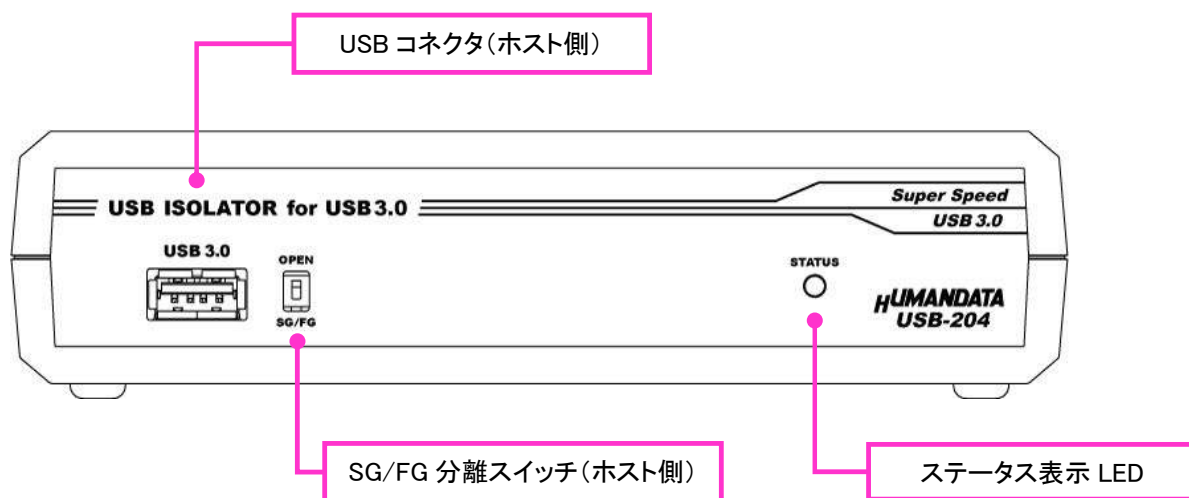 USB コネクタ（ホスト側）
Super Speed
USB ISOLATOR for USB3.0
USB 3.0
USB 3.0
OPEN
STATUS
HUMANDATA
SG/FG
USB-204
SG/FG 分離スイッチ（ホスト側）
ステータス表示 LED